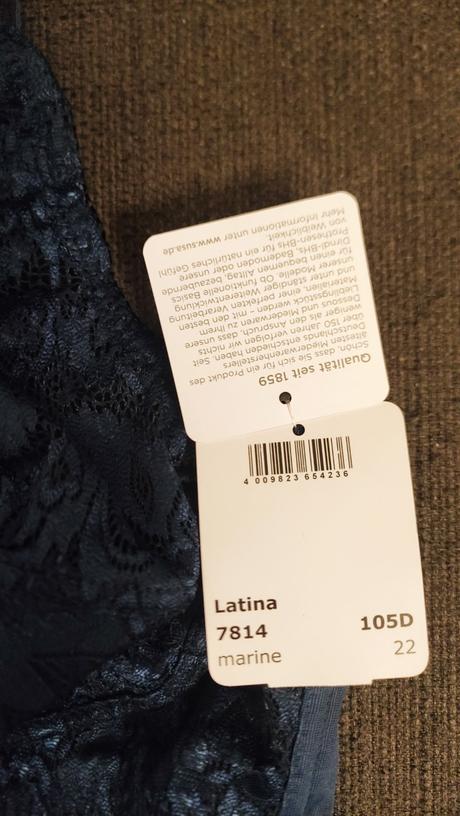 Qualität seit 1859
Schön, dass Sie sich für ein Produkt des
ältesten Miederwarenherstellers
Deutschlands entschieden haben. Seit
über 150 Jahren verfolgen wir nichts
weniger als den Anspruch, dass unsere
Dessous und Miederwaren zu Ihrem
Lieblingsstück werden - mit den besten
Materialien, einer perfekten Verarbeitung
und ständiger Weiterentwicklung
unserer Modelle. Ob funktionelle Basics
für einen bequemen Alltag, bezaubernde
Dirndl-BHs, Bademoden oder unsere
Prothesen-BHs für ein natürliches Gefühl
von Weiblichkeit.
Mehr Informationen unter www.susa.de
4 009823 654236
Latina
7814 105D
marine 22